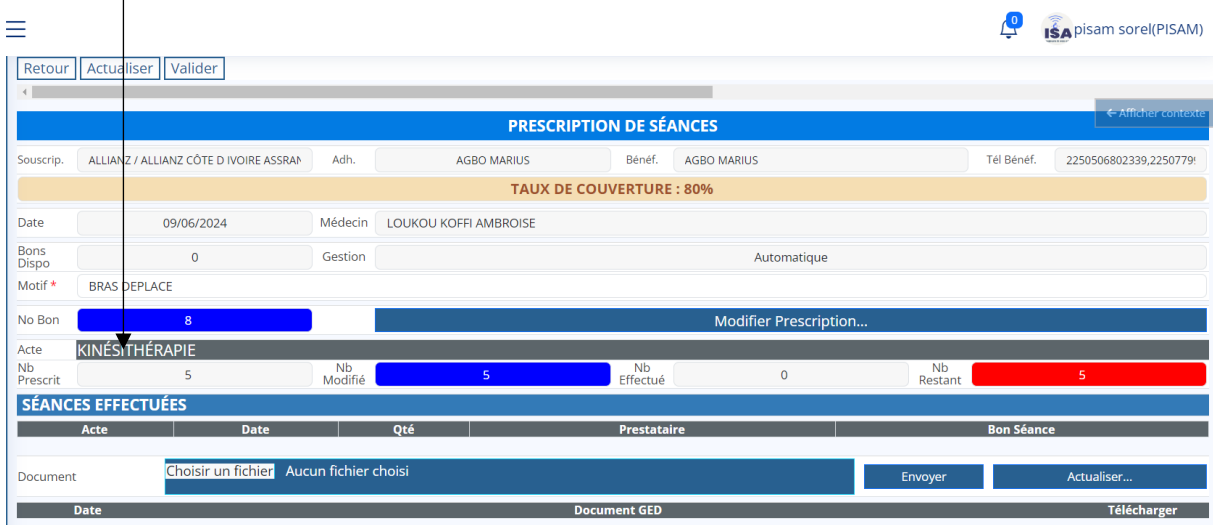 0
ISA pisam sorel(PISAM)
Retour Actualiser Valider
← Afficher contexte
PRESCRIPTION DE SÉANCES
Souscrip. ALLIANZ / ALLIANZ CÔTE D IVOIRE ASSRAN Adh. AGBO MARIUS Bénéf. AGBO MARIUS Tél Bénéf. 2250506802339,2250779
TAUX DE COUVERTURE : 80%
Date 09/06/2024 Médecin LOUKOU KOFFI AMBROISE
Bons Dispo 0 Gestion Automatique
Motif * BRAS DEPLACE
No Bon 8 Modifier Prescription...
Acte KINÉSITHÉRAPIE
Nb Prescrit 5 Nb Modifié 5 Nb Effectué 0 Nb Restant 5
SÉANCES EFFECTUÉES
Acte Date Qté Prestataire Bon Séance
Document Choisir un fichier Aucun fichier choisi Envoyer Actualiser...
Date Document GED Télécharger